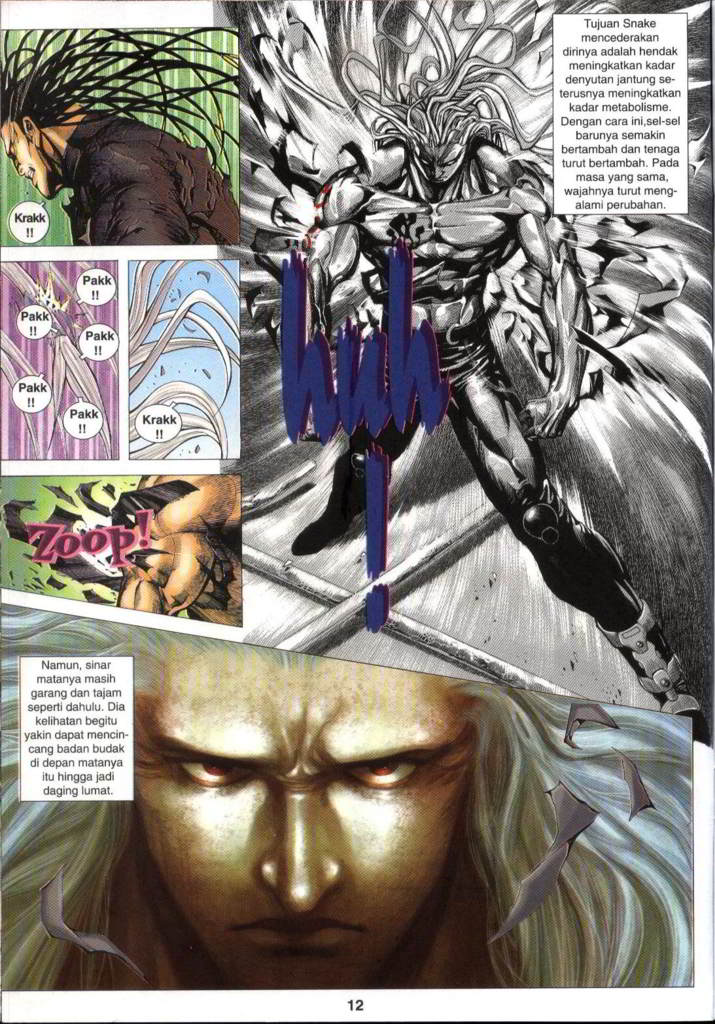 12
Tujuan Snake
mencederakan
dirinya adalah hendak
meningkatkan kadar
denyutan jantung se-
terusnya meningkatkan
kadar metabolisme.
Dengan cara ini,sel-sel
barunya semakin
bertambah dan tenaga
turut bertambah. Pada
masa yang sama,
wajahnya turut meng-
alami perubahan.
Krakk
!!
Pakk
!!
Pakk
!!
Pakk
!!
Pakk
!!
Pakk
!!
Krakk
!!
huh
!
Zoop!
Namun, sinar
matanya masih
garang dan tajam
seperti dahulu. Dia
kelihatan begitu
yakin dapat mencin-
cang badan budak
di depan matanya
itu hingga jadi
daging lumat.
12